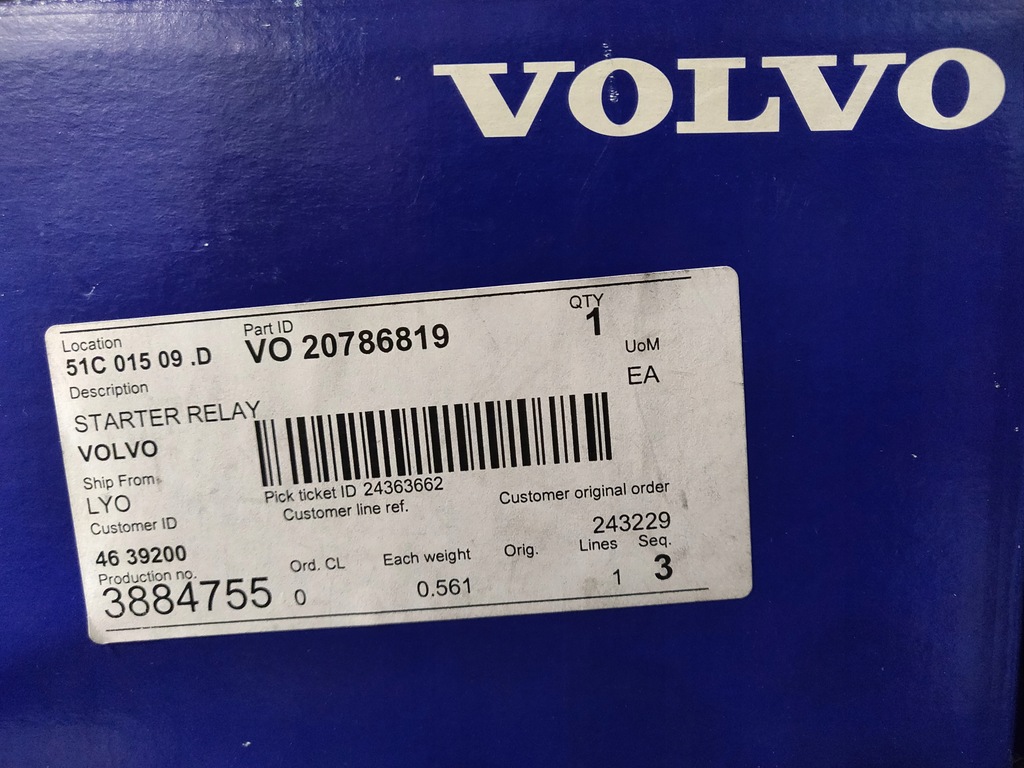 VOLVO
Location
51C 015 09 .D
Part ID
VO 20786819
QTY
1
UoM
EA
Description
STARTER RELAY
VOLVO
Ship From
LYO
Pick ticket ID 24363662
Customer line ref.
Customer original order
243229
Customer ID
46 39200
Production no.
3884755
Ord. CL
0
Each weight
0.561
Orig.
Lines
1
Seq.
3